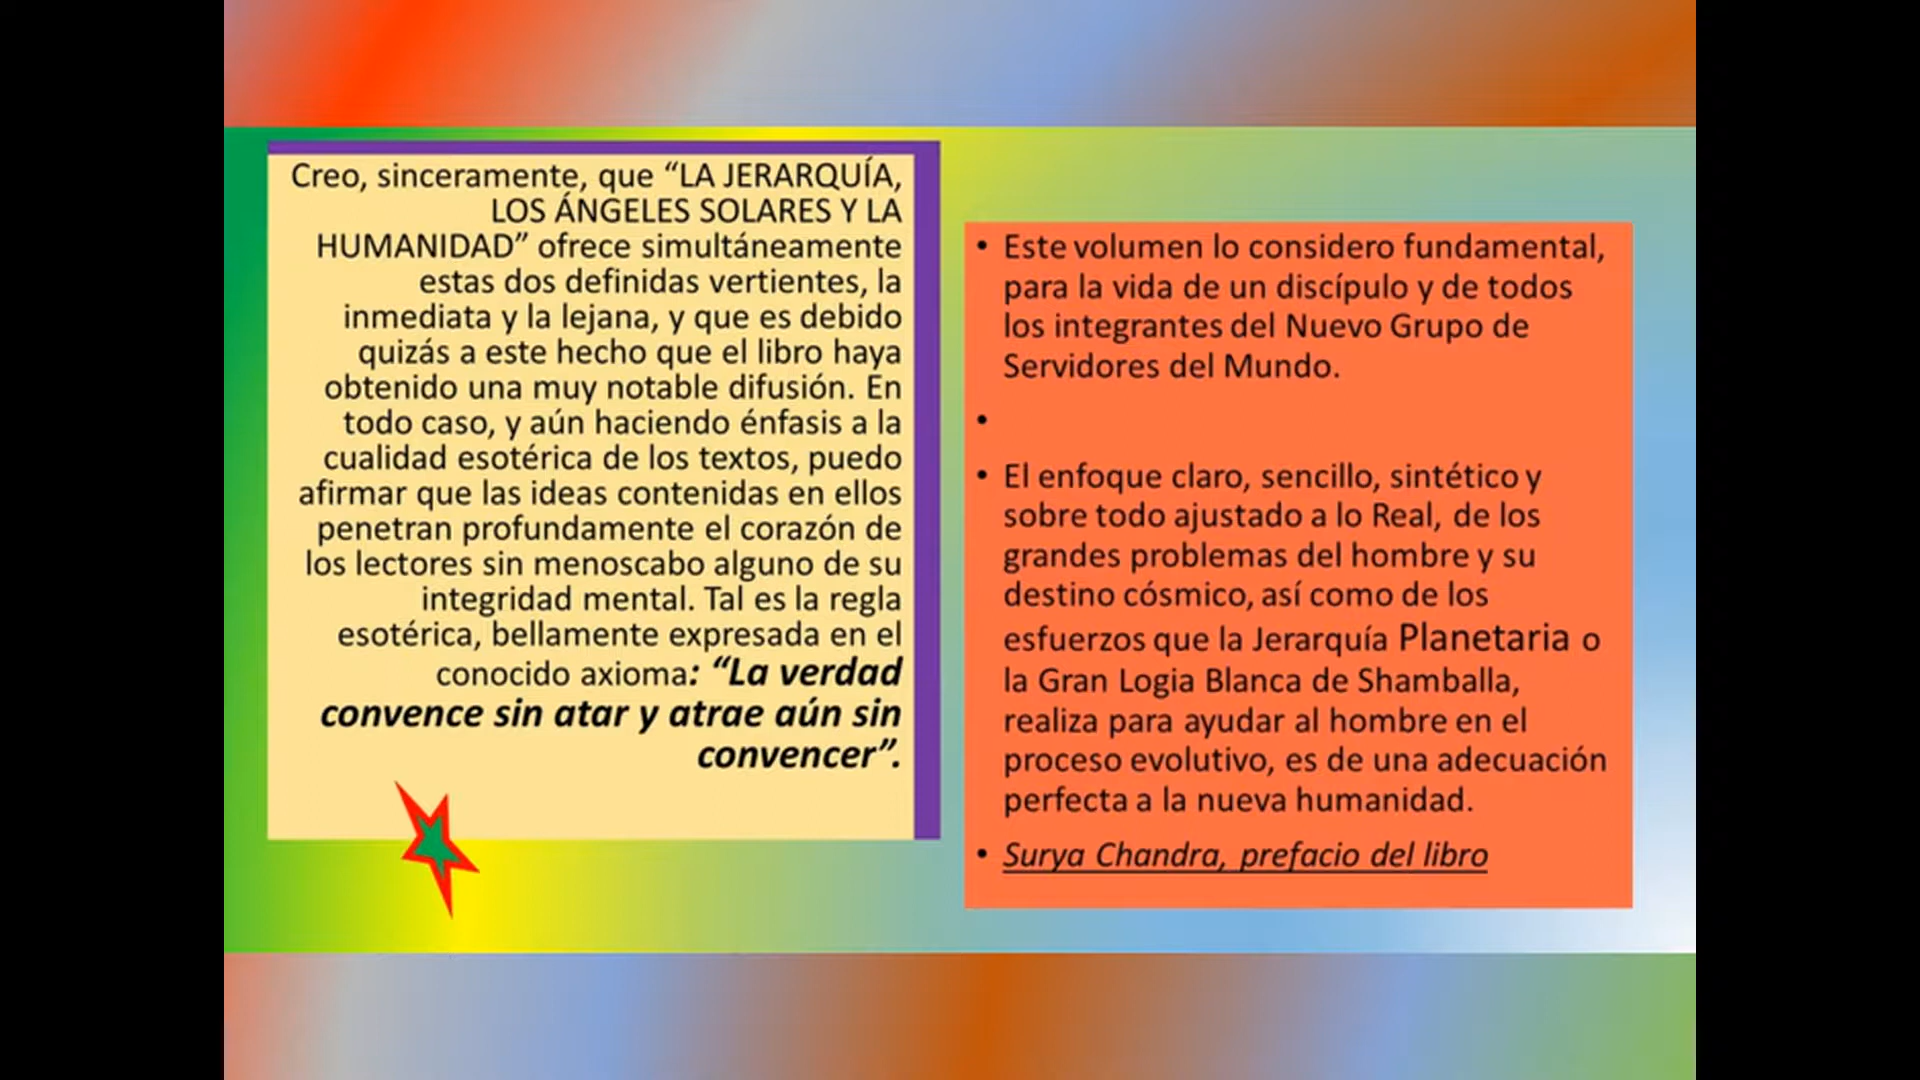 Creo, sinceramente, que “LA JERARQUÍA,
LOS ÁNGELES SOLARES Y LA
HUMANIDAD” ofrece simultáneamente
estas dos definidas vertientes, la
inmediata y la lejana, y que es debido
quizás a este hecho que el libro haya
obtenido una muy notable difusión. En
todo caso, y aún haciendo énfasis a la
cualidad esotérica de los textos, puedo
afirmar que las ideas contenidas en ellos
penetran profundamente el corazón de
los lectores sin menoscabo alguno de su
integridad mental. Tal es la regla
esotérica, bellamente expresada en el
conocido axioma: “La verdad
convence sin atar y atrae aún sin
convencer”.
• Este volumen lo considero fundamental,
para la vida de un discípulo y de todos
los integrantes del Nuevo Grupo de
Servidores del Mundo.
•
• El enfoque claro, sencillo, sintético y
sobre todo ajustado a lo Real, de los
grandes problemas del hombre y su
destino cósmico, así como de los
esfuerzos que la Jerarquía Planetaria o
la Gran Logia Blanca de Shamballa,
realiza para ayudar al hombre en el
proceso evolutivo, es de una adecuación
perfecta a la nueva humanidad.
• Surya Chandra, prefacio del libro